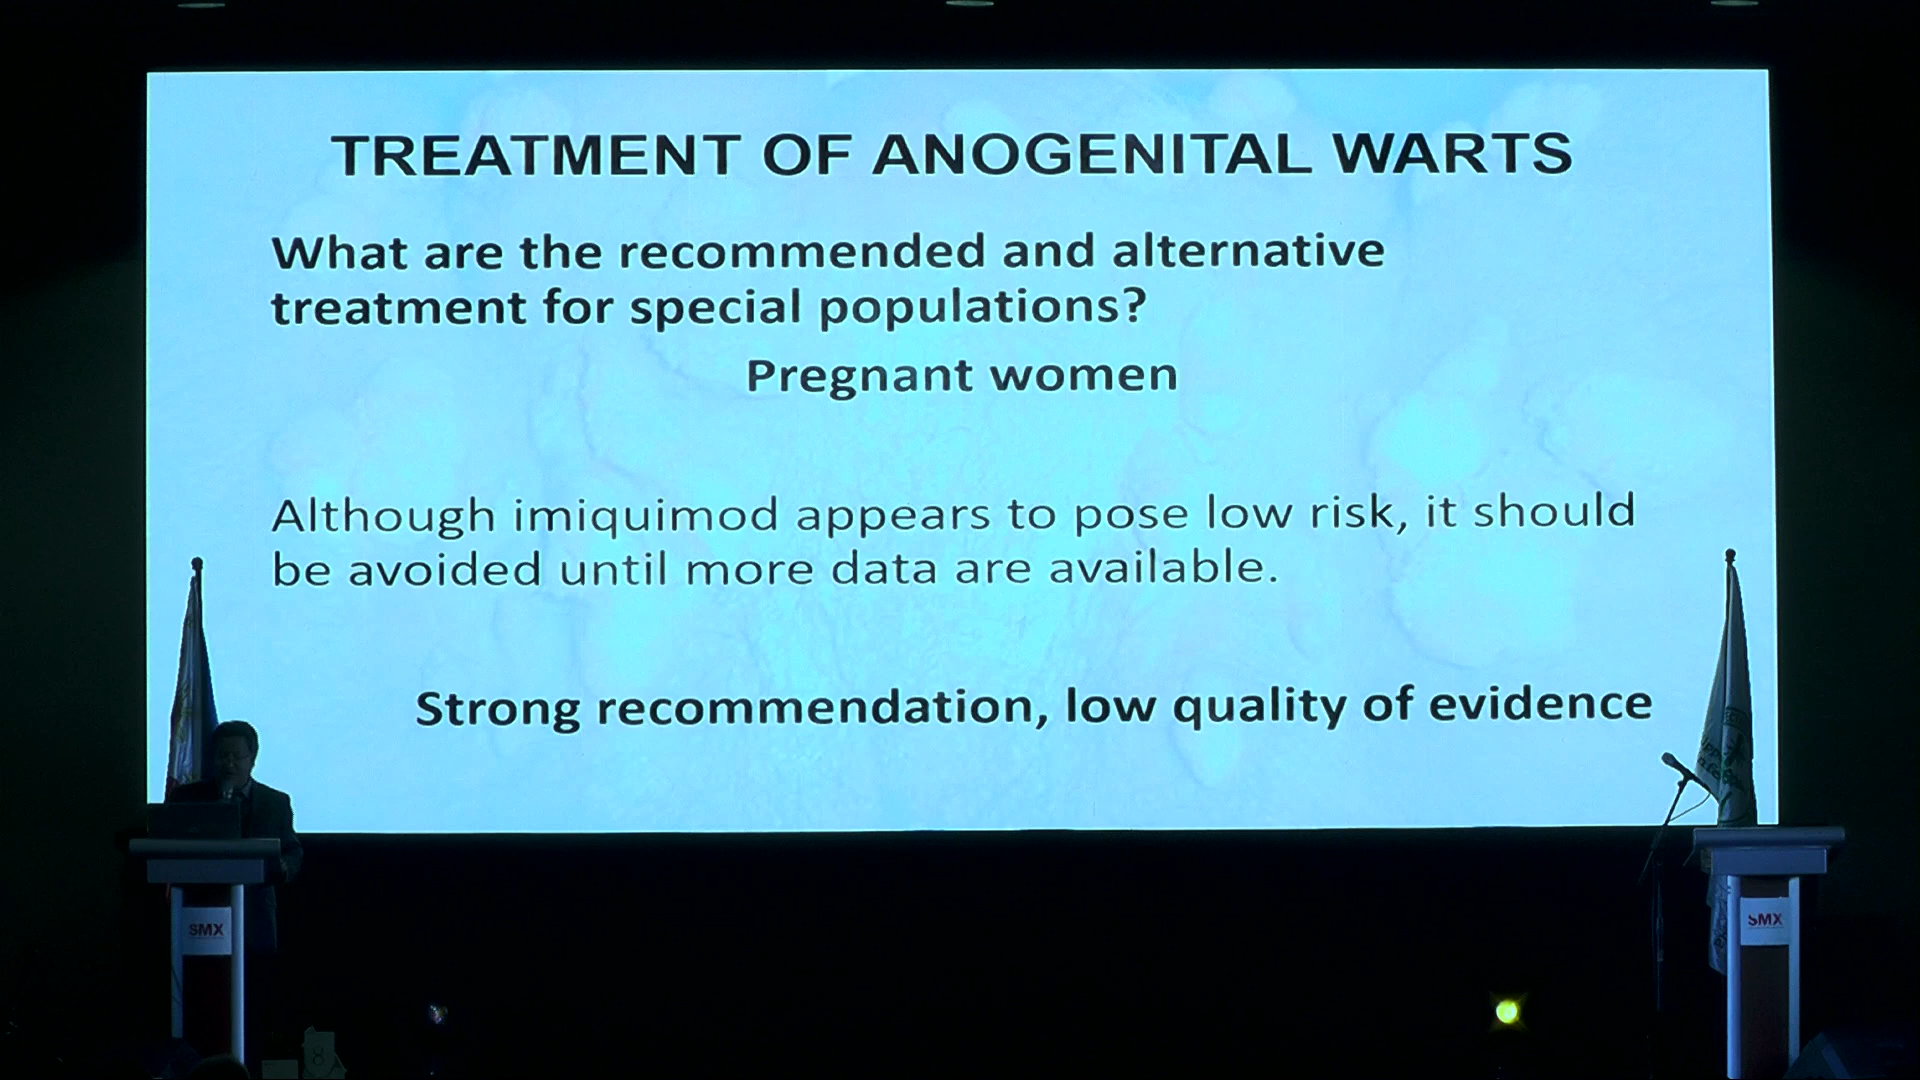 TREATMENT OF ANOGENITAL WARTS
What are the recommended and alternative
treatment for special populations?
Pregnant women
Although imiquimod appears to pose low risk, it should
be avoided until more data are available.
Strong recommendation, low quality of evidence
SMX
SMX
8